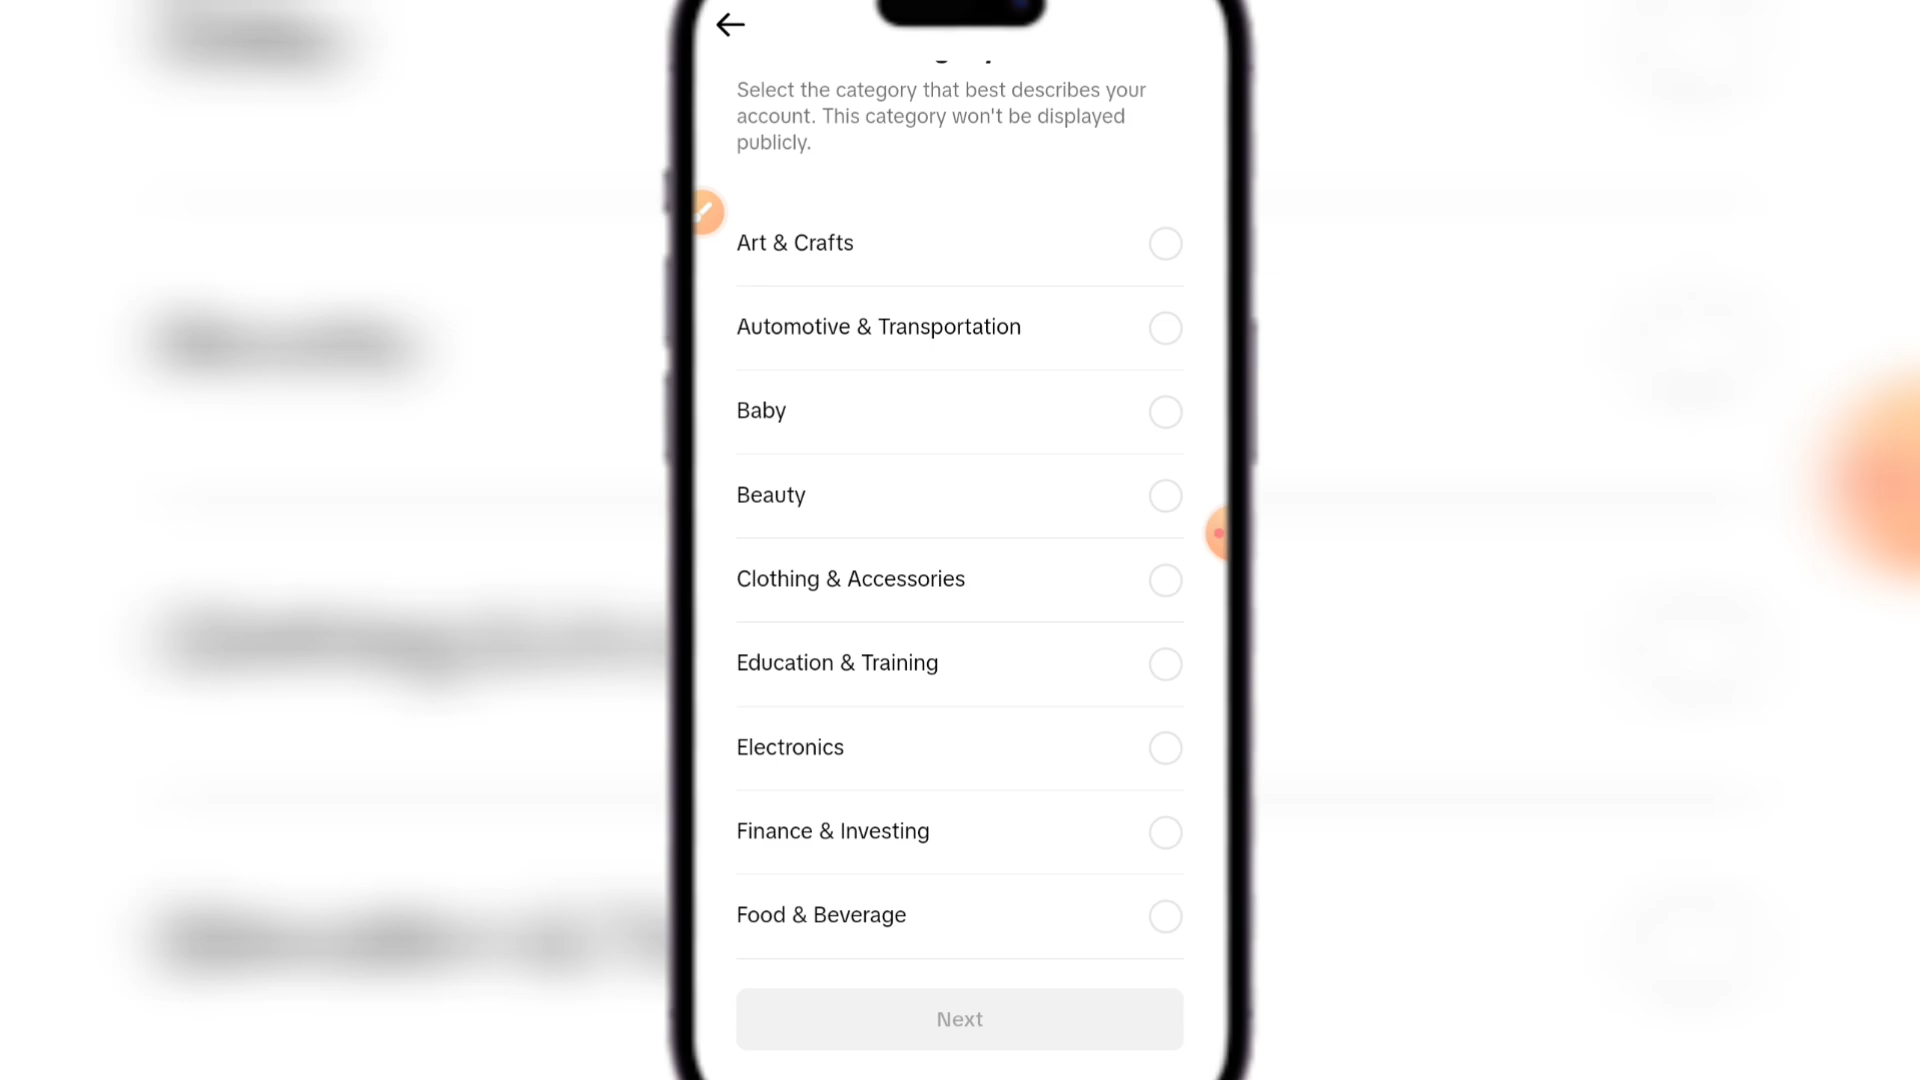 Select the category that best describes your
account. This category won't be displayed
publicly.
Art & Crafts
Automotive & Transportation
Baby
Beauty
Clothing & Accessories
Education & Training
Electronics
Finance & Investing
Food & Beverage
Next